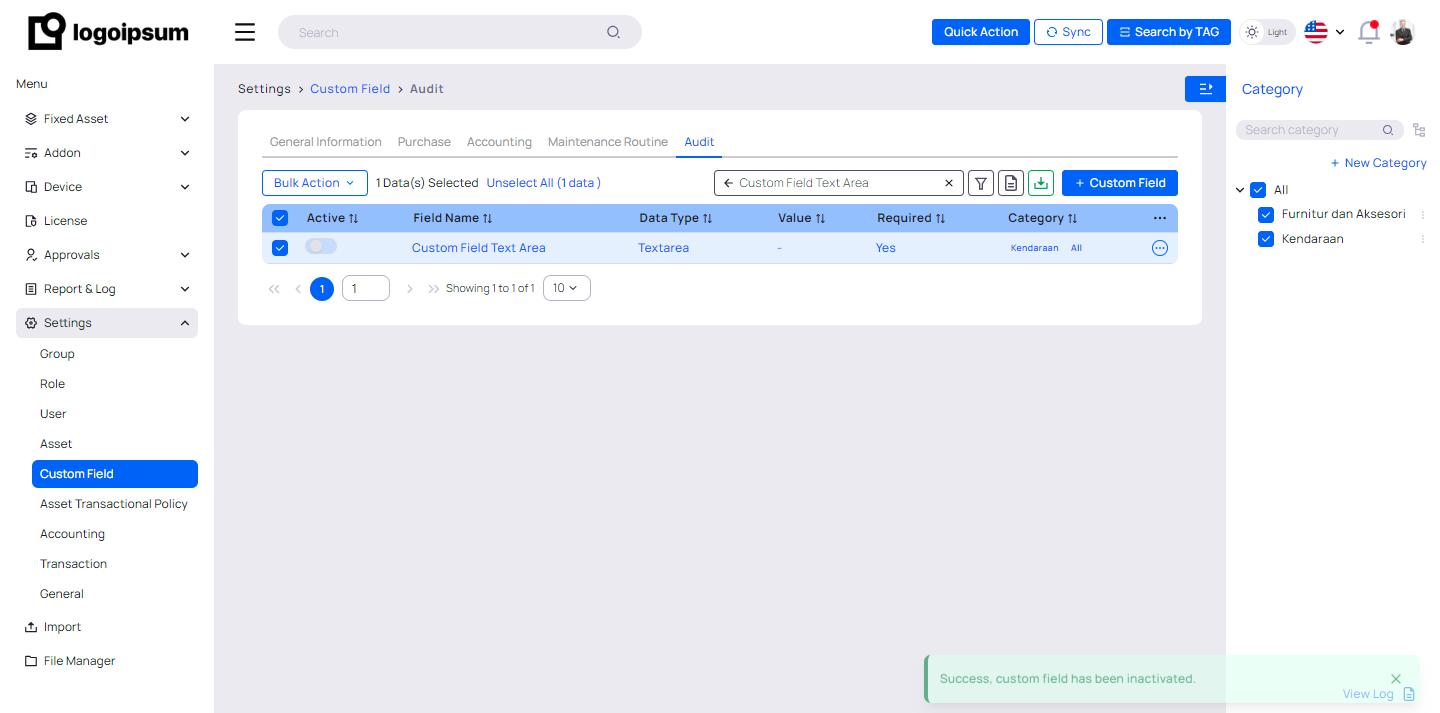 logoipsum
Search
Quick Action
Sync
Search by TAG
Light
Menu
Fixed Asset
Addon
Device
License
Approvals
Report & Log
Settings
Group
Role
User
Asset
Custom Field
Asset Transactional Policy
Accounting
Transaction
General
Import
File Manager
Settings > Custom Field > Audit
General Information Purchase Accounting Maintenance Routine Audit
Bulk Action 1 Data(s) Selected Unselect All (1 data ) Custom Field Text Area + Custom Field
Active Field Name Data Type Value Required Category
Custom Field Text Area Textarea - Yes Kendaraan All
1 1 Showing 1 to 1 of 1 10
Category
Search category
+ New Category
All
Furnitur dan Aksesori
Kendaraan
Success, custom field has been inactivated.
View Log